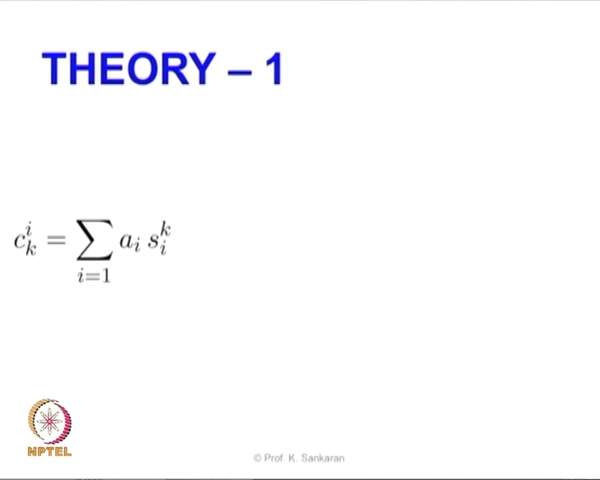 THEORY – 1
c_k^i = \sum_{i=1} a_i s_i^k
NPTEL
© Prof. K. Sankaran